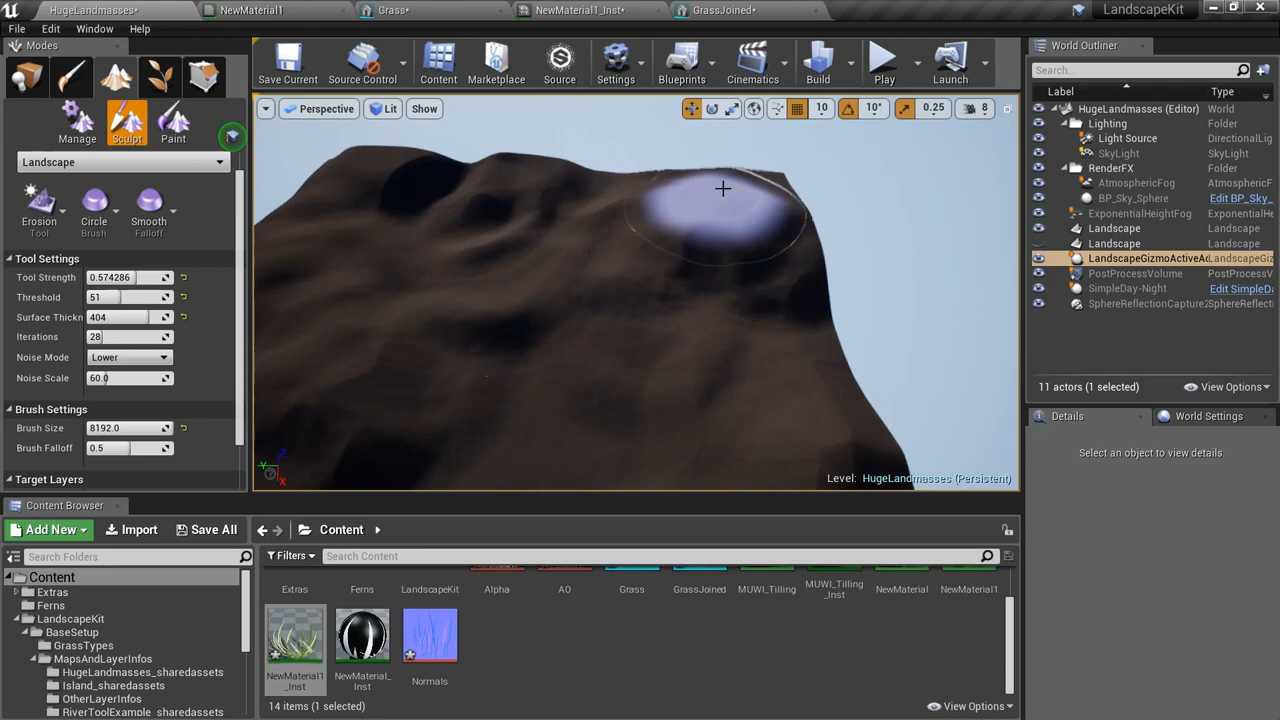 HugeLandmasses*
NewMaterial1
Grass*
NewMaterial1_Inst*
GrassJoined*
LandscapeKit
File Edit Window Help
Modes
Save Current
Source Control
Content
Marketplace
Source
Settings
Blueprints
Cinematics
Build
Play
Launch
Manage
Sculpt
Paint
Landscape
Erosion
Tool
Circle
Brush
Smooth
Falloff
Tool Settings
Tool Strength 0.574286
Threshold 51
Surface Thickn 404
Iterations 28
Noise Mode Lower
Noise Scale 60.0
Brush Settings
Brush Size 8192.0
Brush Falloff 0.5
Target Layers
Perspective
Lit
Show
10
10°
0.25
8
Y
Z
X
Level: HugeLandmasses (Persistent)
World Outliner
Search...
Label Type
HugeLandmasses (Editor) World
Lighting Folder
Light Source DirectionalLig
SkyLight SkyLight
RenderFX Folder
AtmosphericFog AtmosphericF
BP_Sky_Sphere Edit BP_Sky_
ExponentialHeightFog ExponentialHe
Landscape Landscape
Landscape Landscape
LandscapeGizmoActiveAc LandscapeGiz
PostProcessVolume PostProcessV
SimpleDay-Night Edit SimpleDa
SphereReflectionCapture2 SphereReflecti
11 actors (1 selected)
View Options
Details
World Settings
Select an object to view details.
Content Browser
Add New
Import
Save All
Content
Search Folders
Filters
Search Content
Content
Extras
Ferns
LandscapeKit
BaseSetup
GrassTypes
MapsAndLayerInfos
HugeLandmasses_sharedassets
Island_sharedassets
OtherLayerInfos
RiverToolExample_sharedassets
Extras
Ferns
LandscapeKit
Alpha
AO
Grass
GrassJoined
MUWI_Tilling
MUWI_Tilling
_Inst
NewMaterial
NewMaterial1
NewMaterial1
_Inst
NewMaterial_
Inst
Normals
14 items (1 selected)
View Options